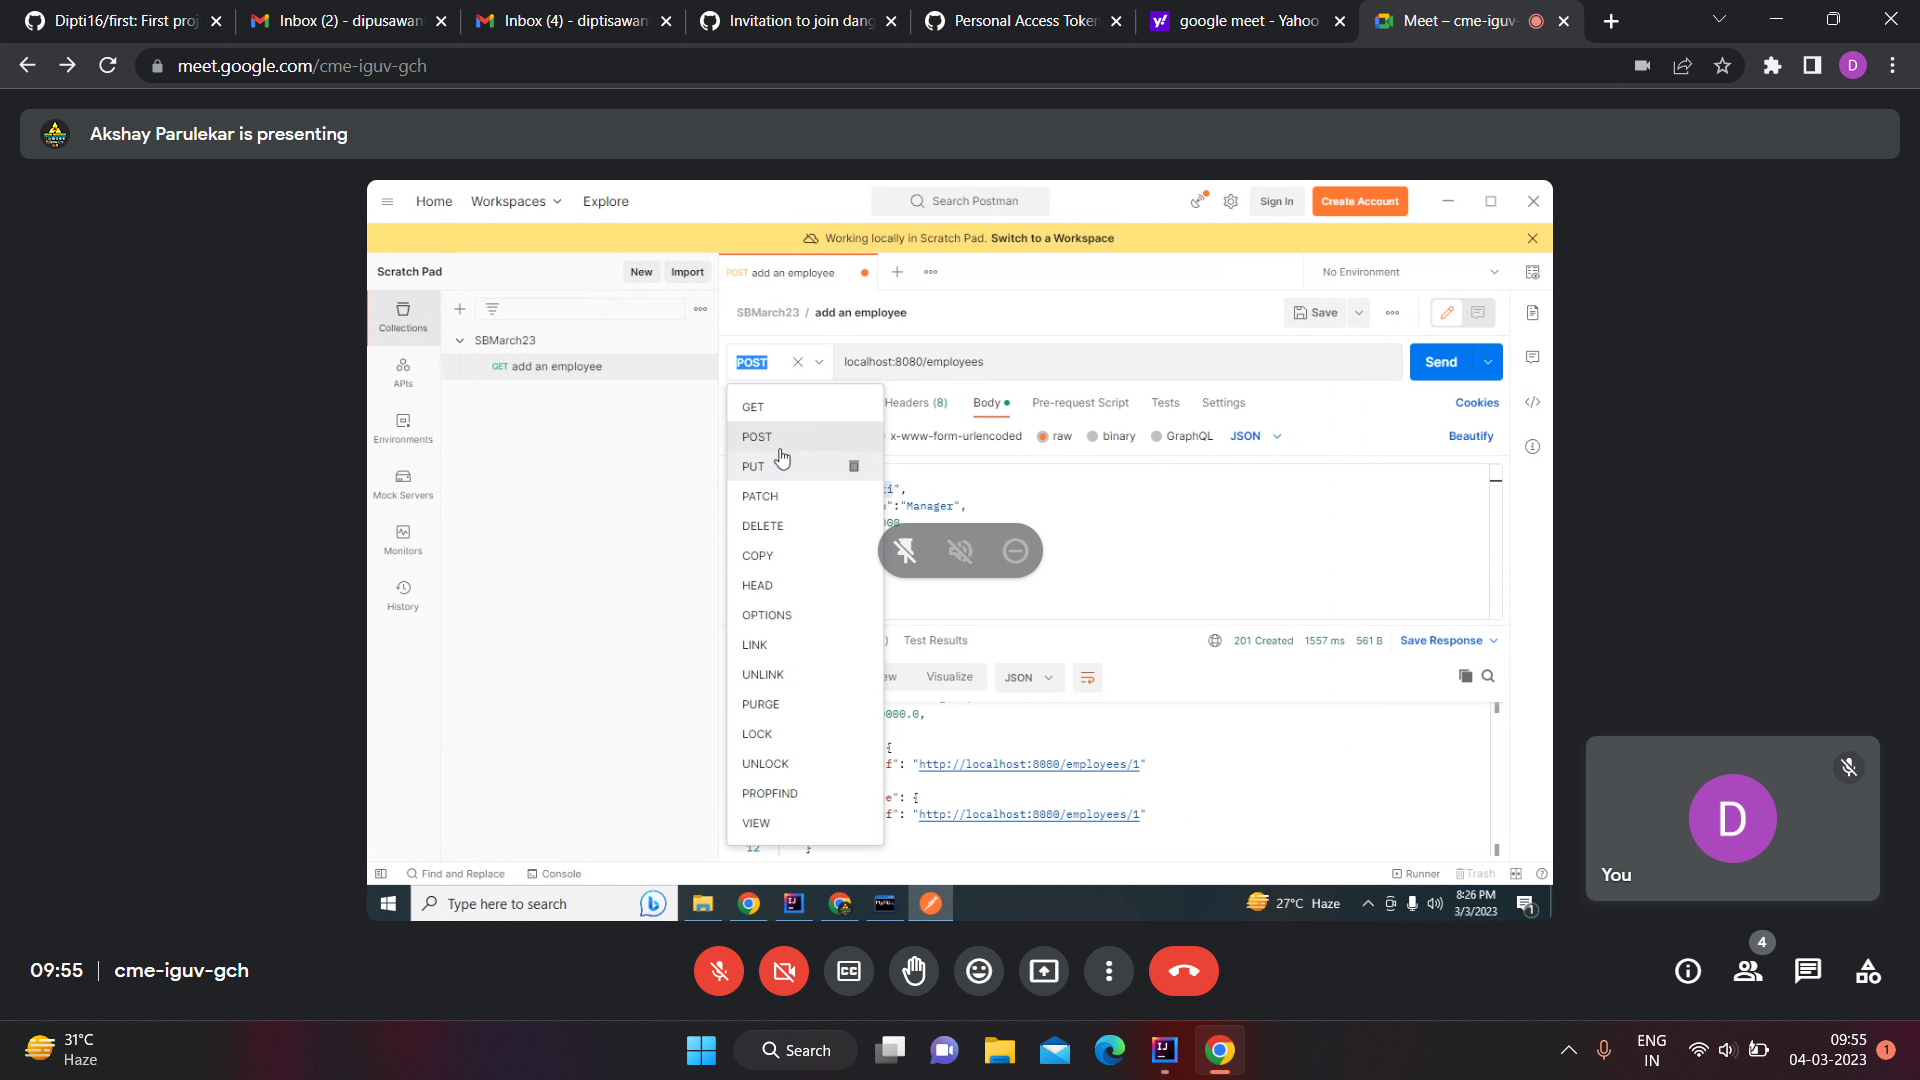 Dipti16/first: First proj
Inbox (2) - dipusawan
Inbox (4) - diptisawan
Invitation to join dang
Personal Access Token
google meet - Yahoo
Meet – cme-iguv-
meet.google.com/cme-iguv-gch
D
Akshay Parulekar is presenting
Home Workspaces Explore
Search Postman
Sign In Create Account
Working locally in Scratch Pad. Switch to a Workspace
Scratch Pad New Import
POST add an employee
No Environment
Collections
SBMarch23 / add an employee
Save
SBMarch23
GET add an employee
POST localhost:8080/employees Send
APIs
Environments
Mock Servers
Monitors
History
GET
POST
PUT
PATCH
DELETE
COPY
HEAD
OPTIONS
LINK
UNLINK
PURGE
LOCK
UNLOCK
PROPFIND
VIEW
Headers (8) Body Pre-request Script Tests Settings Cookies
x-www-form-urlencoded raw binary GraphQL JSON Beautify
i",
":"Manager",
00
) Test Results 201 Created 1557 ms 561 B Save Response
ew Visualize JSON
000.0,
{
f": "http://localhost:8080/employees/1"
e": {
f": "http://localhost:8080/employees/1"
12 }
Find and Replace Console Runner Trash
Type here to search
27°C Haze
8:26 PM
3/3/2023
1
D
You
09:55 | cme-iguv-gch
4
31°C
Haze
Search
ENG
IN
09:55
04-03-2023
1